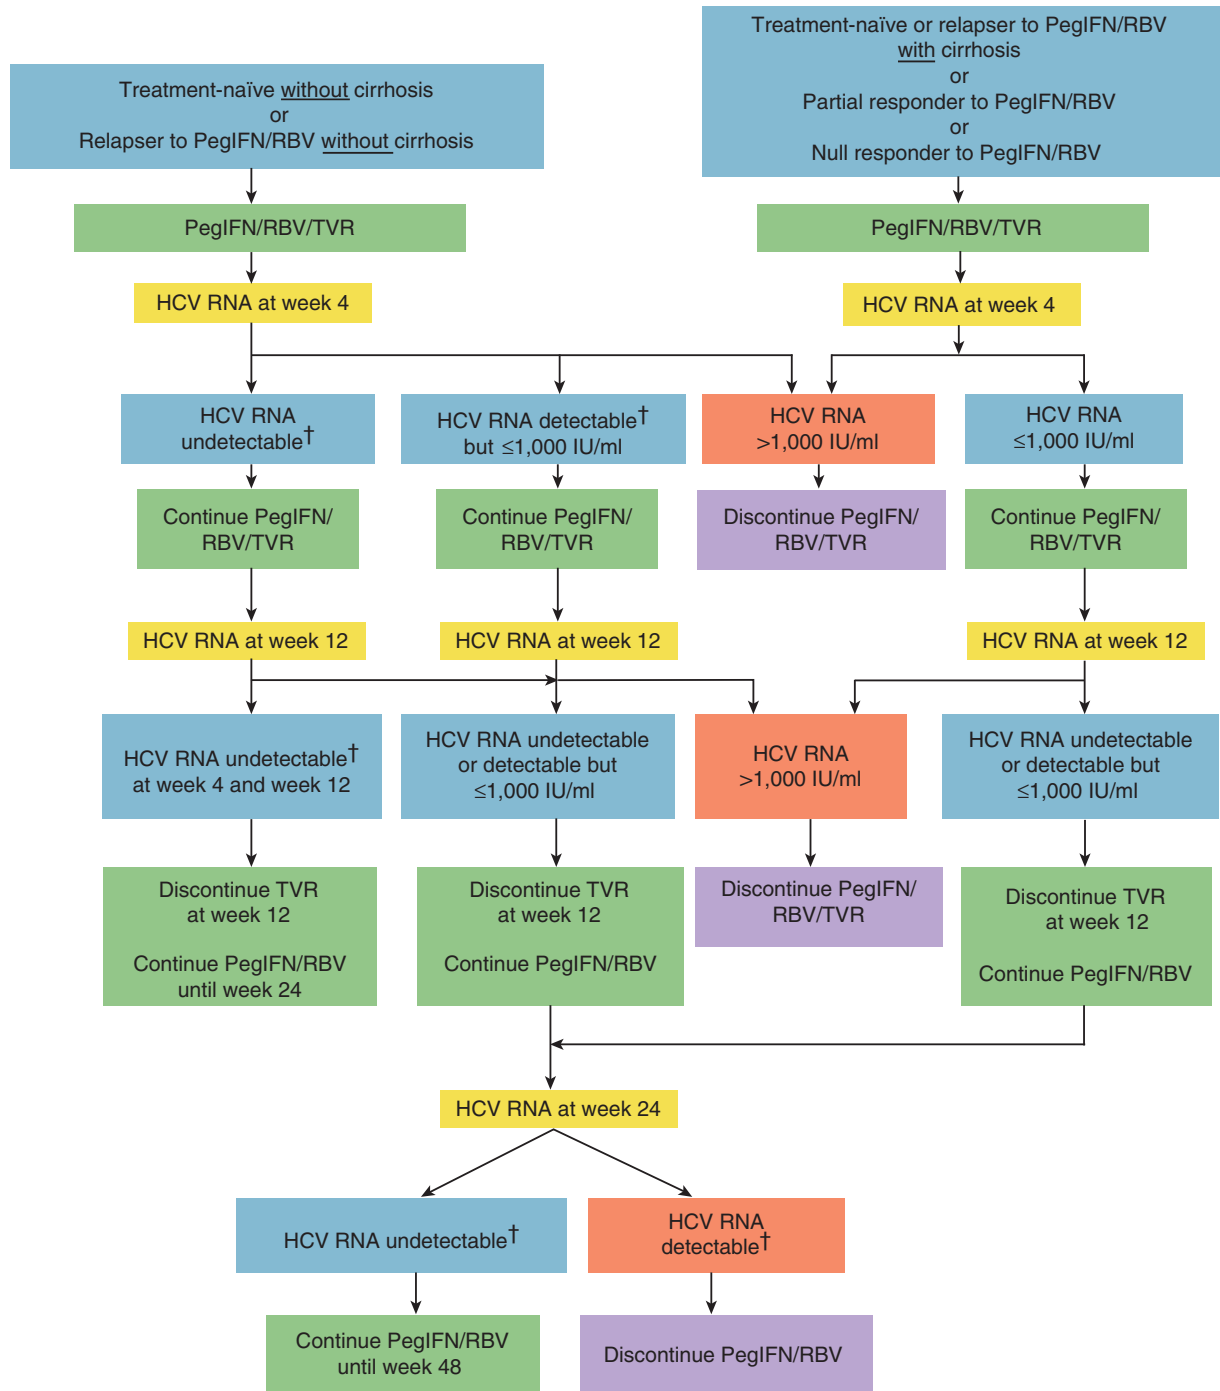 Treatment-naïve without cirrhosis
or
Relapser to PegIFN/RBV without cirrhosis
Treatment-naïve or relapser to PegIFN/RBV
with cirrhosis
or
Partial responder to PegIFN/RBV
or
Null responder to PegIFN/RBV
PegIFN/RBV/TVR
PegIFN/RBV/TVR
HCV RNA at week 4
HCV RNA at week 4
HCV RNA
undetectable†
HCV RNA detectable†
but ≤1,000 IU/ml
HCV RNA
>1,000 IU/ml
HCV RNA
≤1,000 IU/ml
Continue PegIFN/
RBV/TVR
Continue PegIFN/
RBV/TVR
Discontinue PegIFN/
RBV/TVR
Continue PegIFN/
RBV/TVR
HCV RNA at week 12
HCV RNA at week 12
HCV RNA at week 12
HCV RNA undetectable†
at week 4 and week 12
HCV RNA undetectable
or detectable but
≤1,000 IU/ml
HCV RNA
>1,000 IU/ml
HCV RNA undetectable
or detectable but
≤1,000 IU/ml
Discontinue TVR
at week 12
Continue PegIFN/RBV
until week 24
Discontinue TVR
at week 12
Continue PegIFN/RBV
Discontinue PegIFN/
RBV/TVR
Discontinue TVR
at week 12
Continue PegIFN/RBV
HCV RNA at week 24
HCV RNA undetectable†
HCV RNA
detectable†
Continue PegIFN/RBV
until week 48
Discontinue PegIFN/RBV